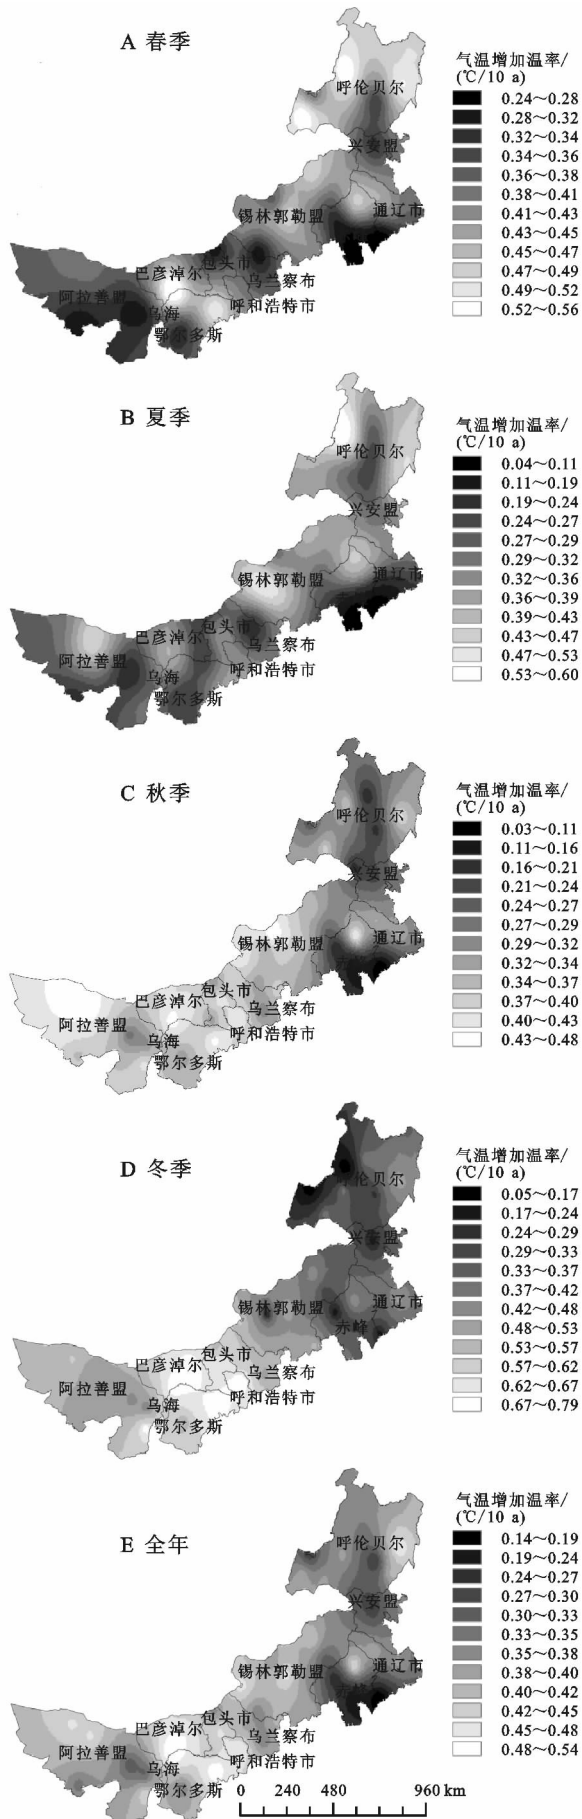 A 春季
气温增加温率/
(℃/10 a)
0.24～0.28
0.28～0.32
0.32～0.34
0.34～0.36
0.36～0.38
0.38～0.41
0.41～0.43
0.43～0.45
0.45～0.47
0.47～0.49
0.49～0.52
0.52～0.56
呼伦贝尔
兴安盟
通辽市
锡林郭勒盟
包头市
巴彦淖尔
乌兰察布
阿拉善盟
乌海
呼和浩特市
鄂尔多斯
B 夏季
气温增加温率/
(℃/10 a)
0.04～0.11
0.11～0.19
0.19～0.24
0.24～0.27
0.27～0.29
0.29～0.32
0.32～0.36
0.36～0.39
0.39～0.43
0.43～0.47
0.47～0.53
0.53～0.60
呼伦贝尔
兴安盟
通辽市
锡林郭勒盟
包头市
巴彦淖尔
乌兰察布
阿拉善盟
乌海
呼和浩特市
鄂尔多斯
C 秋季
气温增加温率/
(℃/10 a)
0.03～0.11
0.11～0.16
0.16～0.21
0.21～0.24
0.24～0.27
0.27～0.29
0.29～0.32
0.32～0.34
0.34～0.37
0.37～0.40
0.40～0.43
0.43～0.48
呼伦贝尔
兴安盟
通辽市
锡林郭勒盟
包头市
巴彦淖尔
乌兰察布
阿拉善盟
乌海
呼和浩特市
鄂尔多斯
D 冬季
气温增加温率/
(℃/10 a)
0.05～0.17
0.17～0.24
0.24～0.29
0.29～0.33
0.33～0.37
0.37～0.42
0.42～0.48
0.48～0.53
0.53～0.57
0.57～0.62
0.62～0.67
0.67～0.79
呼伦贝尔
兴安盟
通辽市
锡林郭勒盟
赤峰
包头市
巴彦淖尔
乌兰察布
阿拉善盟
乌海
呼和浩特市
鄂尔多斯
E 全年
气温增加温率/
(℃/10 a)
0.14～0.19
0.19～0.24
0.24～0.27
0.27～0.30
0.30～0.33
0.33～0.35
0.35～0.38
0.38～0.40
0.40～0.42
0.42～0.45
0.45～0.48
0.48～0.54
呼伦贝尔
兴安盟
通辽市
锡林郭勒盟
包头市
巴彦淖尔
乌兰察布
阿拉善盟
乌海
呼和浩特市
鄂尔多斯
0 240 480 960 km